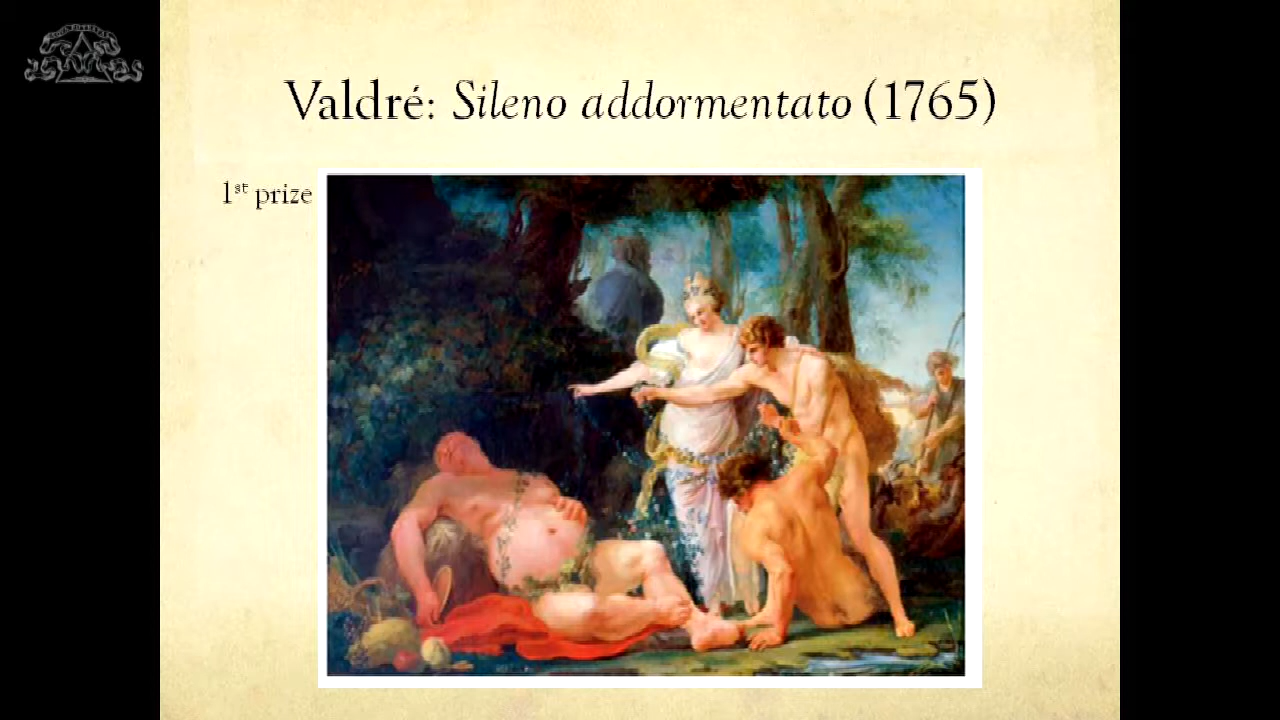 Valdré: Sileno addormentato (1765)
1st prize